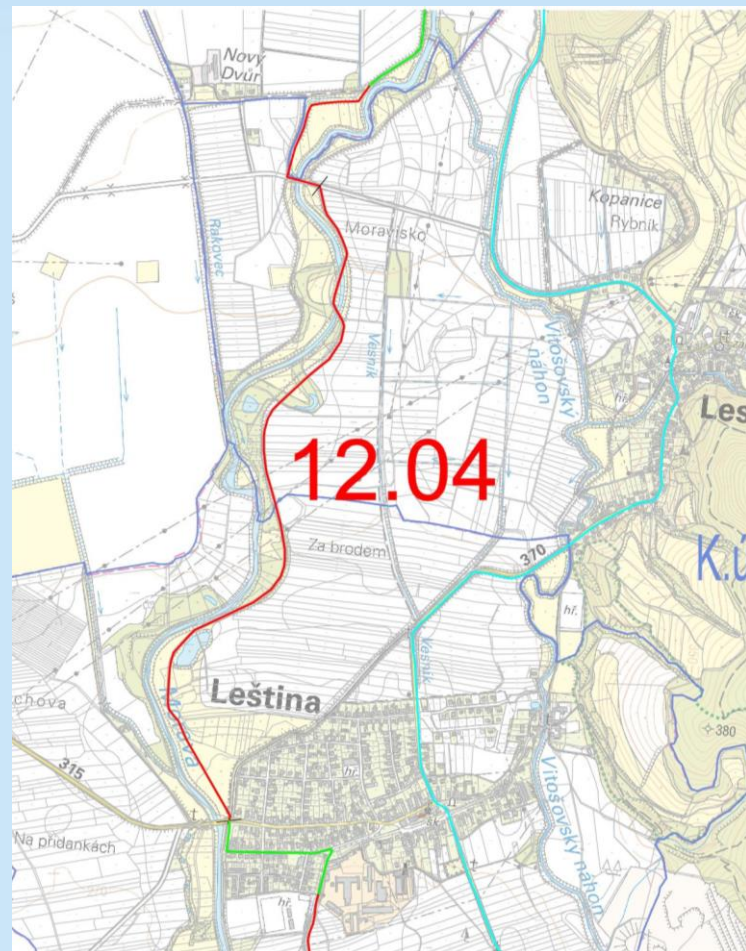 Nový
Dvůr
Kopanice
Rybník
Moravisko
Rakovec
Vesník
Vitošovský
náhon
Les
12.04
Za brodem
370
K.ú
hř.
Vesník
Leština
chova
Morava
380
315
hř.
Na přídankách
Vitošovský náhon
hř.